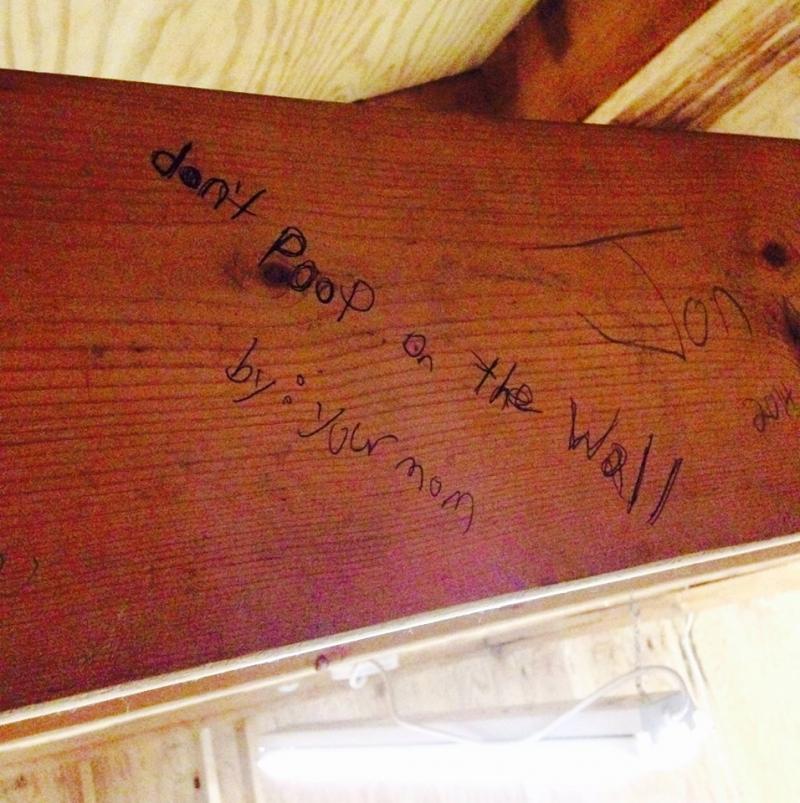 don't Poop on the Wall
by: your mom
Jon
2014